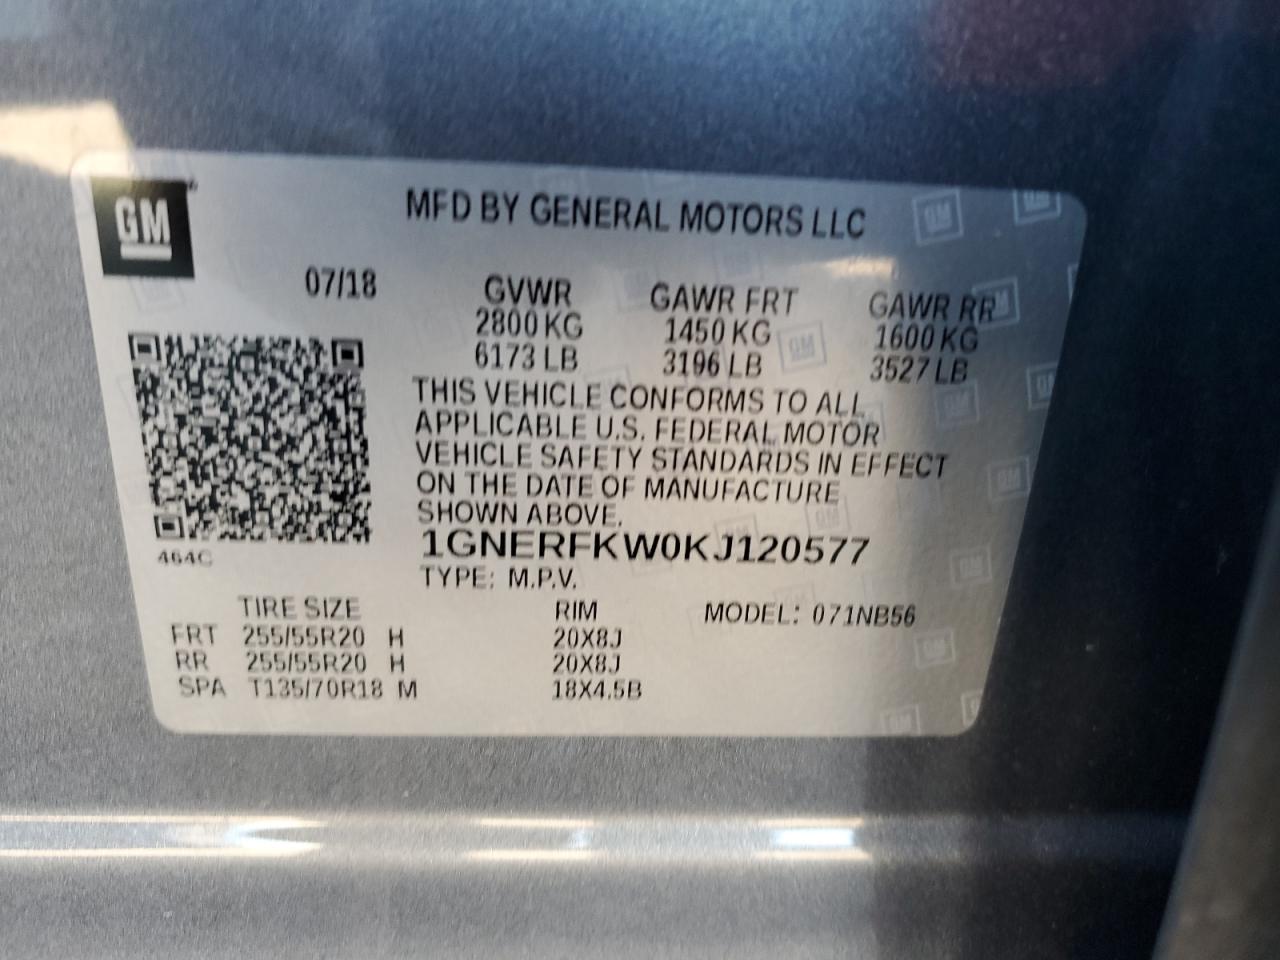 GM
MFD BY GENERAL MOTORS LLC
07/18 GVWR GAWR FRT GAWR RR
2800 KG 1450 KG 1600 KG
6173 LB 3196 LB 3527 LB
THIS VEHICLE CONFORMS TO ALL
APPLICABLE U.S. FEDERAL MOTOR
VEHICLE SAFETY STANDARDS IN EFFECT
ON THE DATE OF MANUFACTURE
SHOWN ABOVE.
464C
1GNERFKW0KJ120577
TYPE: M.P.V.
TIRE SIZE RIM MODEL: 071NB56
FRT 255/55R20 H 20X8J
RR 255/55R20 H 20X8J
SPA T135/70R18 M 18X4.5B